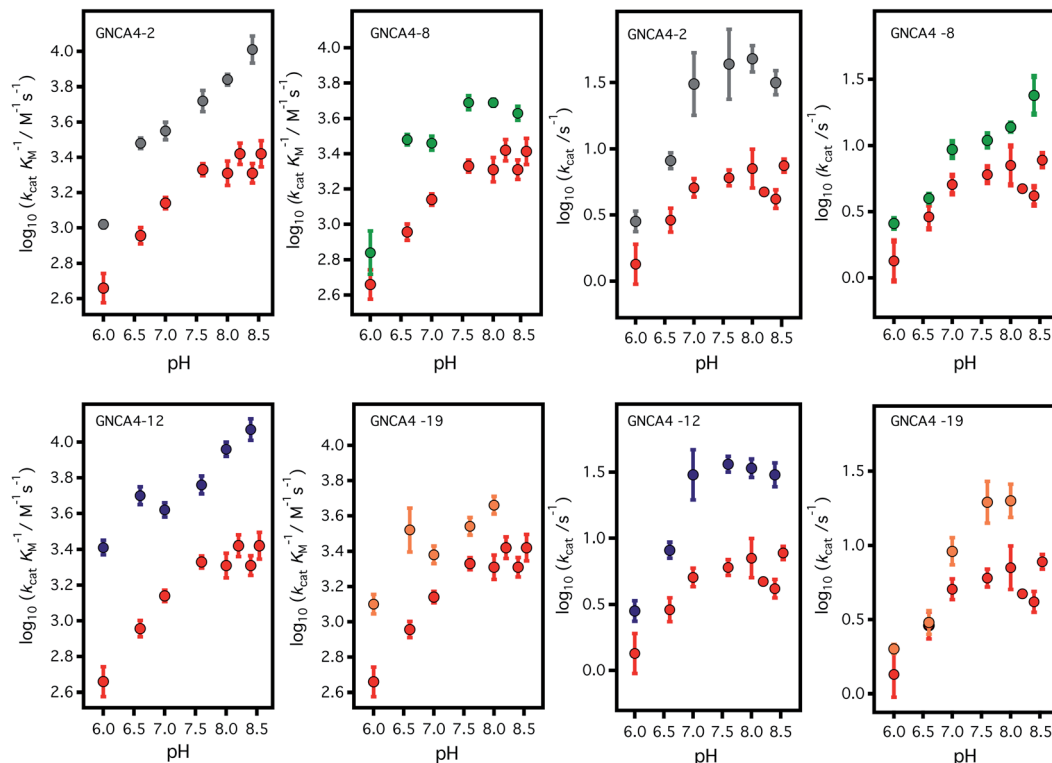 GNCA4-2
log₁₀ (kcat KM⁻¹ / M⁻¹ s⁻¹)
4.0
3.8
3.6
3.4
3.2
3.0
2.8
2.6
6.0 6.5 7.0 7.5 8.0 8.5
pH
GNCA4-8
log₁₀ (kcat KM⁻¹ / M⁻¹ s⁻¹)
4.0
3.8
3.6
3.4
3.2
3.0
2.8
2.6
6.0 6.5 7.0 7.5 8.0 8.5
pH
GNCA4-2
log₁₀ (kcat /s⁻¹)
1.5
1.0
0.5
0.0
6.0 6.5 7.0 7.5 8.0 8.5
pH
GNCA4 -8
log₁₀ (kcat /s⁻¹)
1.5
1.0
0.5
0.0
6.0 6.5 7.0 7.5 8.0 8.5
pH
GNCA4-12
log₁₀ (kcat KM⁻¹ / M⁻¹ s⁻¹)
4.0
3.8
3.6
3.4
3.2
3.0
2.8
2.6
6.0 6.5 7.0 7.5 8.0 8.5
pH
GNCA4 -19
log₁₀ (kcat KM⁻¹ / M⁻¹ s⁻¹)
4.0
3.8
3.6
3.4
3.2
3.0
2.8
2.6
6.0 6.5 7.0 7.5 8.0 8.5
pH
GNCA4 -12
log₁₀ (kcat /s⁻¹)
1.5
1.0
0.5
0.0
6.0 6.5 7.0 7.5 8.0 8.5
pH
GNCA4 -19
log₁₀ (kcat /s⁻¹)
1.5
1.0
0.5
0.0
6.0 6.5 7.0 7.5 8.0 8.5
pH